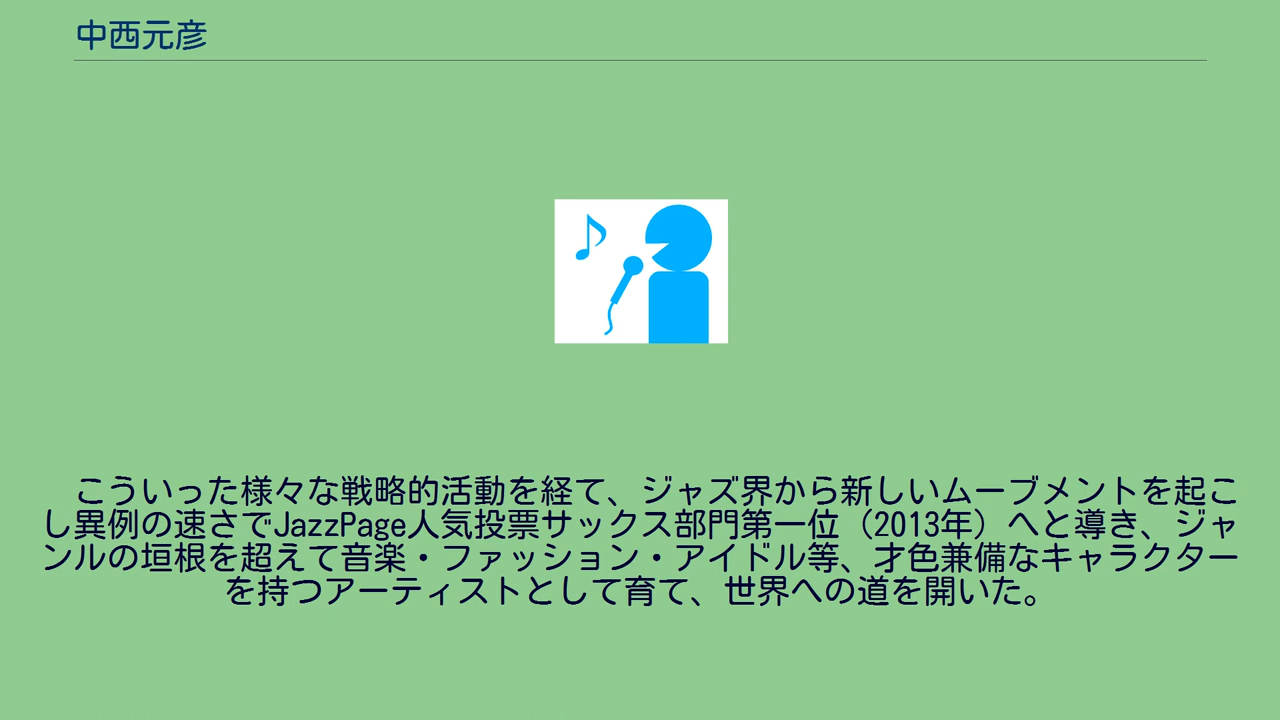 中西元彦
こういった様々な戦略的活動を経て、ジャズ界から新しいムーブメントを起こ
し異例の速さでJazzPage人気投票サックス部門第一位（2013年）へと導き、ジャ
ンルの垣根を超えて音楽・ファッション・アイドル等、才色兼備なキャラクター
を持つアーティストとして育て、世界への道を開いた。